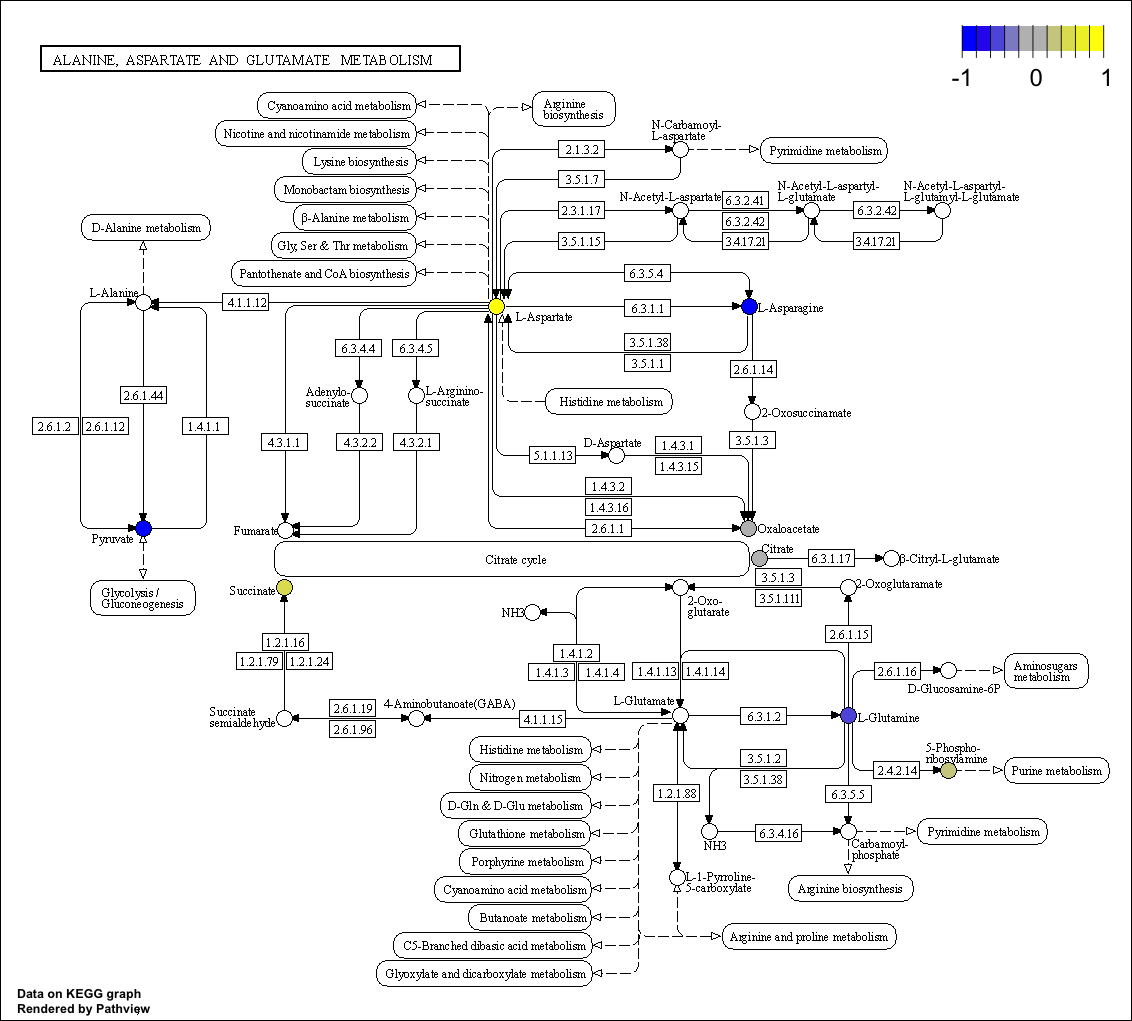 ALANINE, ASPARTATE AND GLUTAMATE METABOLISM
-1
0
1
Cyanoamino acid metabolism
Arginine
biosynthesis
Nicotine and nicotinamide metabolism
N-Carbamoyl-
L-aspartate
2.1.3.2
Pyrimidine metabolism
Lysine biosynthesis
3.5.1.7
Monobactam biosynthesis
N-Acetyl-L-aspartate
6.3.2.41
N-Acetyl-L-aspartyl-
L-glutamate
N-Acetyl-L-aspartyl-
L-glutamyl-L-glutamate
β-Alanine metabolism
2.3.1.17
6.3.2.42
6.3.2.42
D-Alanine metabolism
Gly, Ser & Thr metabolism
3.5.1.15
3.4.17.21
3.4.17.21
Pantothenate and CoA biosynthesis
6.3.5.4
L-Alanine
4.1.1.12
L-Aspartate
6.3.1.1
L-Asparagine
6.3.4.4
6.3.4.5
3.5.1.38
3.5.1.1
2.6.1.14
2.6.1.44
Adenylo-
succinate
L-Arginino-
succinate
Histidine metabolism
2-Oxosuccinamate
2.6.1.2
2.6.1.12
1.4.1.1
4.3.1.1
4.3.2.2
4.3.2.1
D-Aspartate
3.5.1.3
5.1.1.13
1.4.3.1
1.4.3.15
1.4.3.2
1.4.3.16
Pyruvate
Fumarate
2.6.1.1
Oxaloacetate
Citrate cycle
Citrate
6.3.1.17
β-Citryl-L-glutamate
Glycolysis /
Gluconeogenesis
Succinate
3.5.1.3
3.5.1.111
2-Oxoglutaramate
NH3
2-Oxo-
glutarate
1.2.1.16
1.2.1.79
1.2.1.24
1.4.1.2
1.4.1.3
1.4.1.4
1.4.1.13
1.4.1.14
2.6.1.15
2.6.1.16
D-Glucosamine-6P
Aminosugars
metabolism
Succinate
semialdehyde
2.6.1.19
2.6.1.96
4-Aminobutanoate(GABA)
4.1.1.15
L-Glutamate
6.3.1.2
L-Glutamine
Histidine metabolism
3.5.1.2
3.5.1.38
5-Phospho-
ribosylamine
2.4.2.14
Purine metabolism
Nitrogen metabolism
1.2.1.88
6.3.5.5
D-Gln & D-Glu metabolism
Glutathione metabolism
NH3
6.3.4.16
Carbamoyl-
phosphate
Pyrimidine metabolism
Porphyrine metabolism
L-1-Pyrroline-
5-carboxylate
Arginine biosynthesis
Cyanoamino acid metabolism
Butanoate metabolism
C5-Branched dibasic acid metabolism
Arginine and proline metabolism
Glyoxylate and dicarboxylate metabolism
Data on KEGG graph
Rendered by Pathview